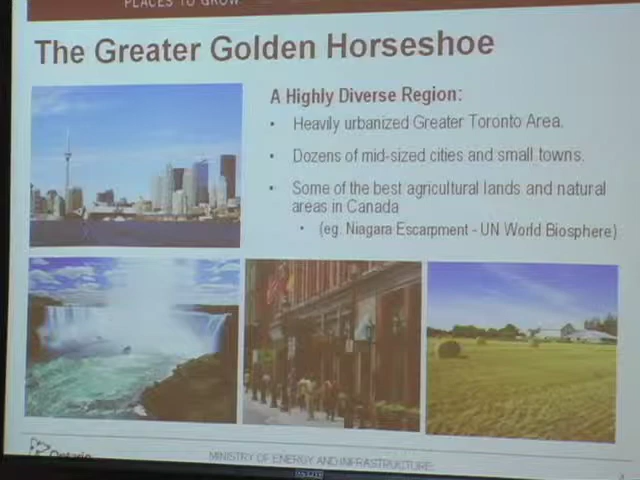 PLACES TO GROW
The Greater Golden Horseshoe
A Highly Diverse Region:
• Heavily urbanized Greater Toronto Area.
• Dozens of mid-sized cities and small towns.
• Some of the best agricultural lands and natural
areas in Canada
• (eg. Niagara Escarpment - UN World Biosphere)
Ontario
MINISTRY OF ENERGY AND INFRASTRUCTURE